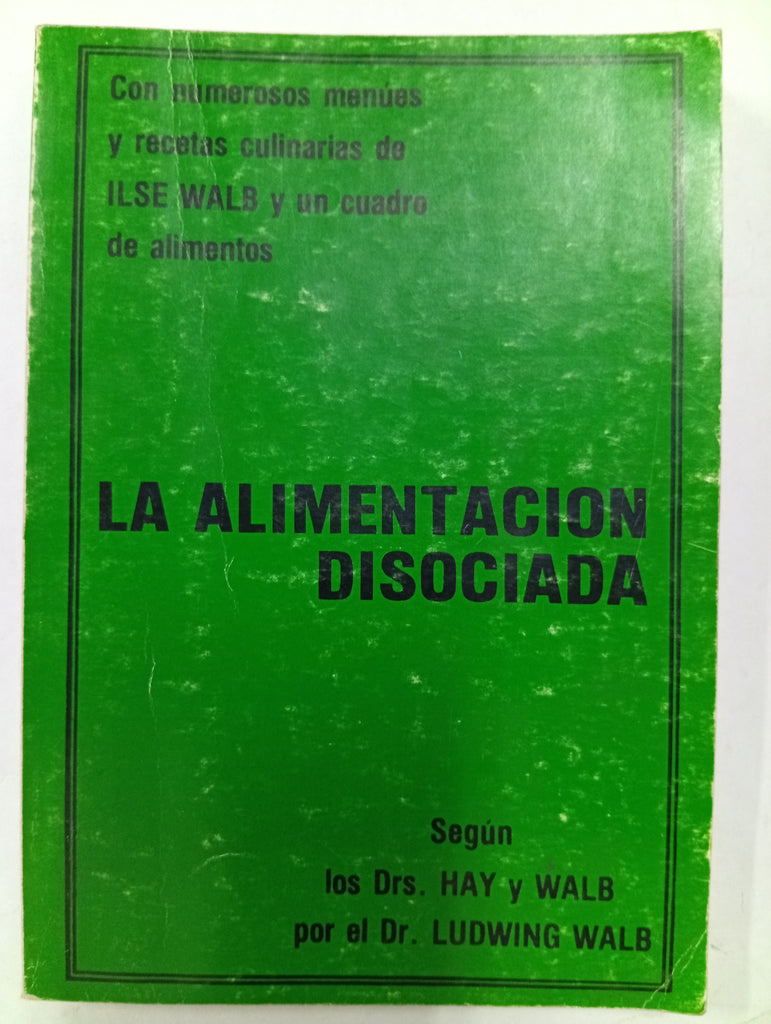 Con numerosos menúes
y recetas culinarias de
ILSE WALB y un cuadro
de alimentos
LA ALIMENTACION
DISOCIADA
Según
los Drs. HAY y WALB
por el Dr. LUDWING WALB